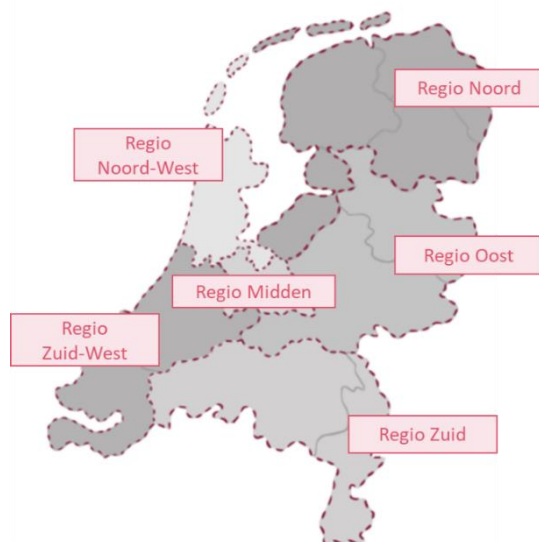 Regio Noord
Regio
Noord-West
Regio Oost
Regio Midden
Regio
Zuid-West
Regio Zuid